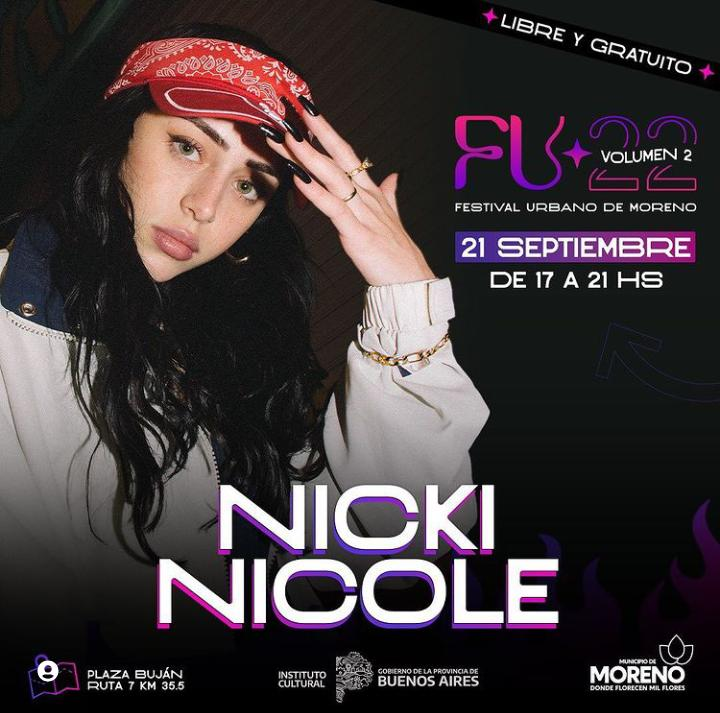 LIBRE Y GRATUITO
FU 22
VOLUMEN 2
FESTIVAL URBANO DE MORENO
21 SEPTIEMBRE
DE 17 A 21 HS
NICKI
NICOLE
PLAZA BUJÁN
RUTA 7 KM 35.5
INSTITUTO
CULTURAL
GOBIERNO DE LA PROVINCIA DE
BUENOS AIRES
MUNICIPIO DE
MORENO
DONDE FLORECEN MIL FLORES